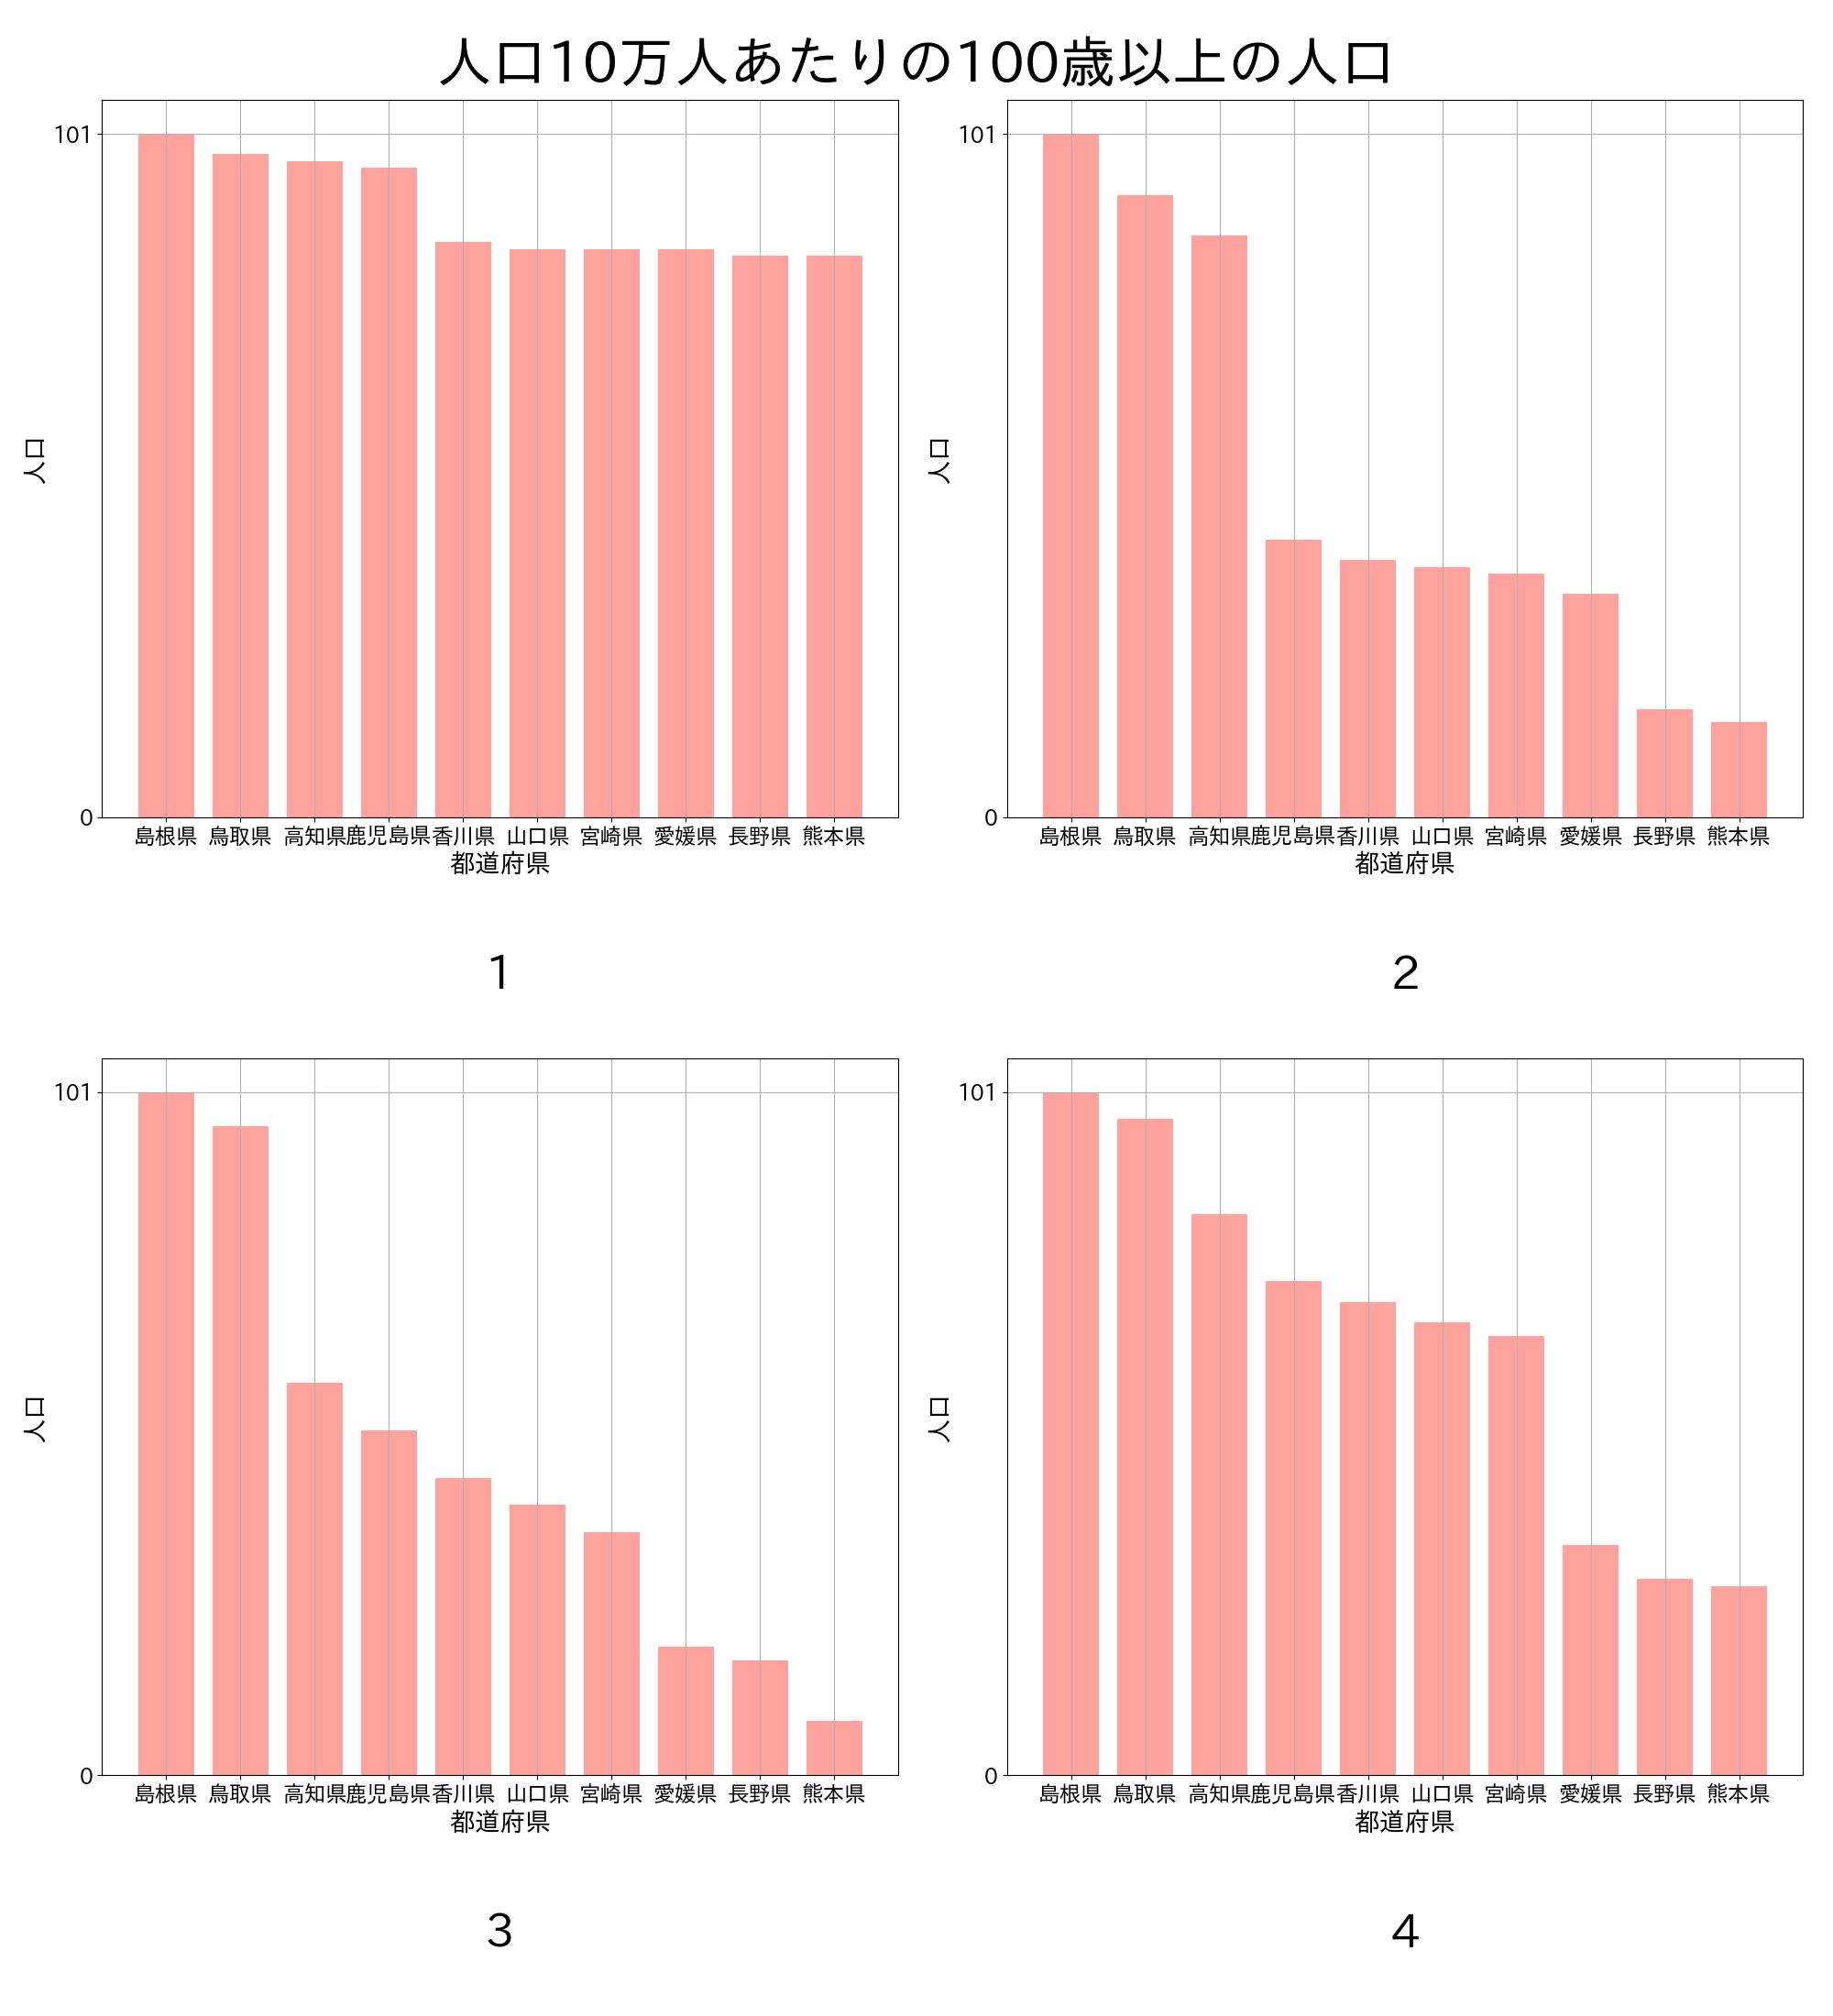 人口10万人あたりの100歳以上の人口
101
0
人口
島根県 鳥取県 高知県 鹿児島県 香川県 山口県 宮崎県 愛媛県 長野県 熊本県
都道府県
1
101
0
人口
島根県 鳥取県 高知県 鹿児島県 香川県 山口県 宮崎県 愛媛県 長野県 熊本県
都道府県
2
101
0
人口
島根県 鳥取県 高知県 鹿児島県 香川県 山口県 宮崎県 愛媛県 長野県 熊本県
都道府県
3
101
0
人口
島根県 鳥取県 高知県 鹿児島県 香川県 山口県 宮崎県 愛媛県 長野県 熊本県
都道府県
4